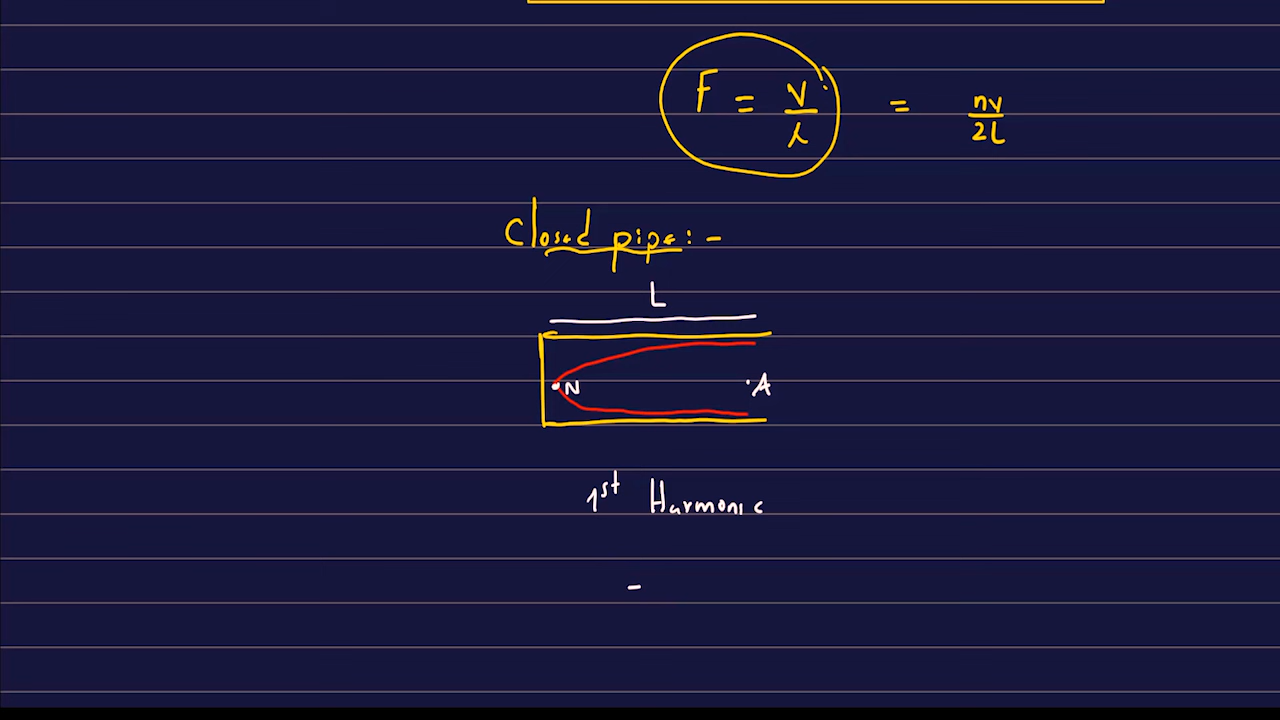 F = v/λ = nv/2L
Closed pipe:-
L
N A
1st Harmonic
-